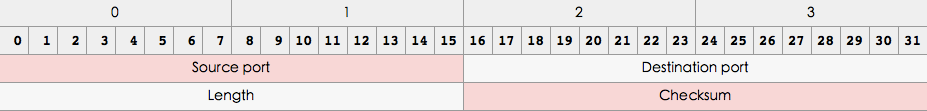 0 1 2 3
0 1 2 3 4 5 6 7 8 9 10 11 12 13 14 15 16 17 18 19 20 21 22 23 24 25 26 27 28 29 30 31
Source port Destination port
Length Checksum